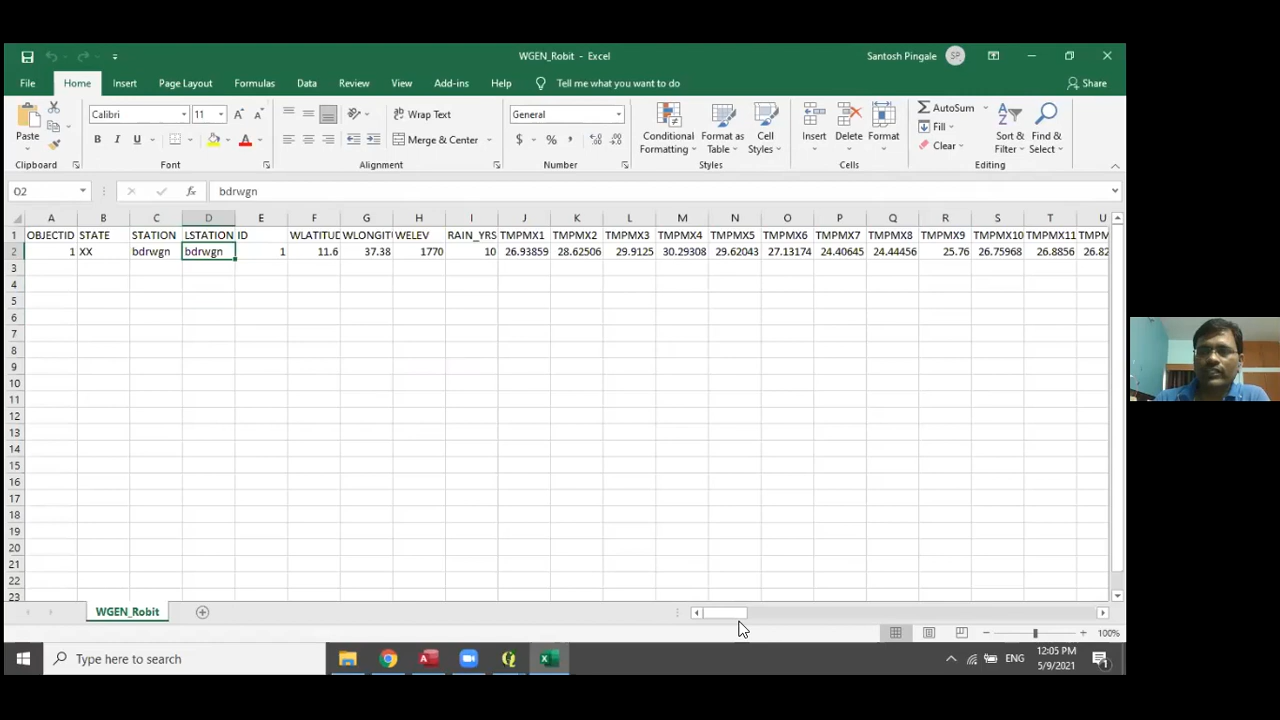 WGEN_Robit - Excel
Santosh Pingale SP
File Home Insert Page Layout Formulas Data Review View Add-ins Help Tell me what you want to do Share
Paste
Clipboard
Calibri 11
B I U
Font
Wrap Text
Merge & Center
Alignment
General
$ % ,
Number
Conditional Formatting
Format as Table
Cell Styles
Styles
Insert Delete Format
Cells
AutoSum
Fill
Clear
Sort & Filter
Find & Select
Editing
O2 fx bdrwgn
A B C D E F G H I J K L M N O P Q R S T U
1 OBJECTID STATE STATION LSTATION ID WLATITUD WLONGITU WELEV RAIN_YRS TMPMX1 TMPMX2 TMPMX3 TMPMX4 TMPMX5 TMPMX6 TMPMX7 TMPMX8 TMPMX9 TMPMX10 TMPMX11 TMPM
2 1 XX bdrwgn bdrwgn 1 11.6 37.38 1770 10 26.93859 28.62506 29.9125 30.29308 29.62043 27.13174 24.40645 24.44456 25.76 26.75968 26.8856 26.82
3
4
5
6
7
8
9
10
11
12
13
14
15
16
17
18
19
20
21
22
23
WGEN_Robit
100%
Type here to search
ENG
12:05 PM
5/9/2021
1